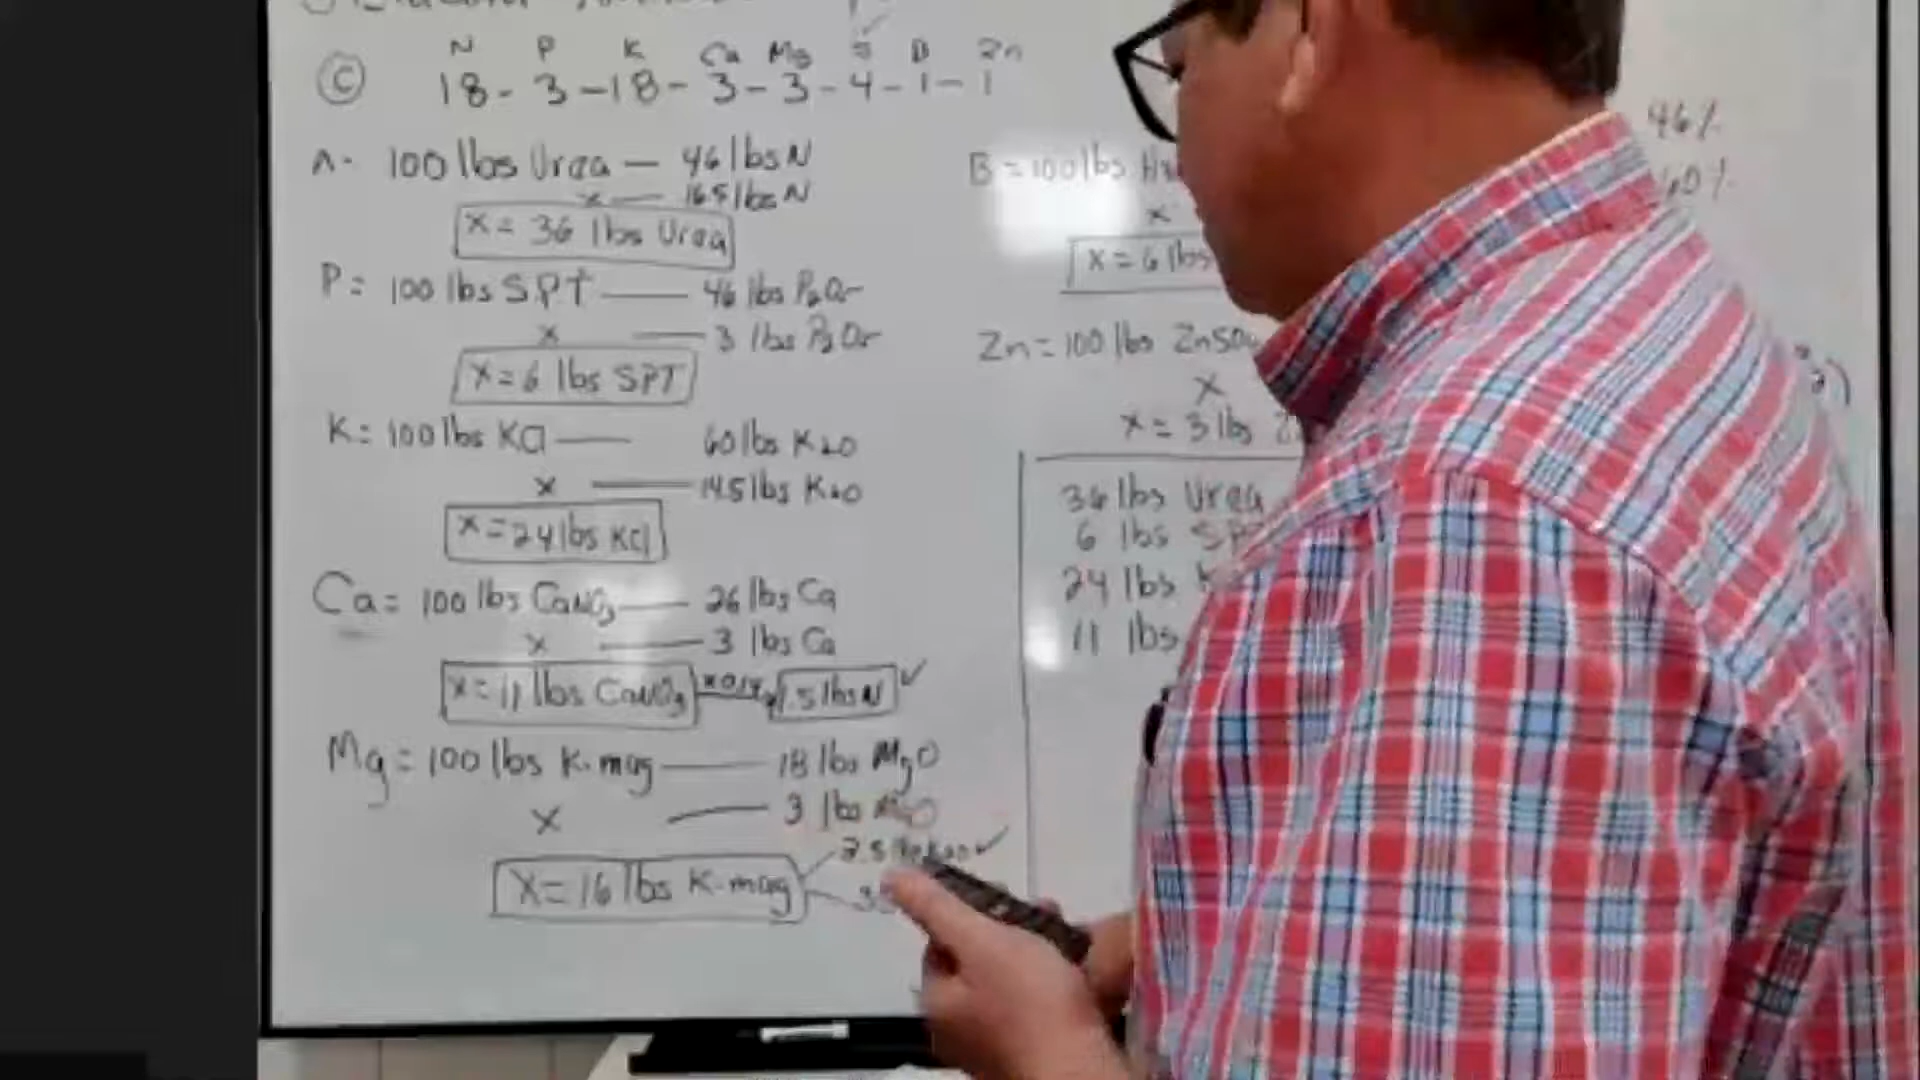 N P K Ca Mg S B Zn
C 18 - 3 - 18 - 3 - 3 - 4 - 1 - 1
100 lbs Urea — 46 lbs N
x — 16.5 lbs N
x = 36 lbs Urea
P = 100 lbs SPT — 46 lbs P2O5
x — 3 lbs P2O5
x = 6 lbs SPT
K = 100 lbs KCl — 60 lbs K2O
x — 14.5 lbs K2O
x = 24 lbs KCl
Ca = 100 lbs CaNO3 — 26 lbs Ca
x — 3 lbs Ca
x = 11 lbs CaNO3 1.5 lbs N ✓
Mg = 100 lbs K-mag — 18 lbs MgO
x — 3 lbs MgO
x = 16 lbs K-mag
B = 100 lbs
x
x = 6 lbs
Zn = 100 lbs ZnSO4
x
x = 3 lbs
36 lbs Urea
6 lbs
24 lbs
11 lbs
46%
60%